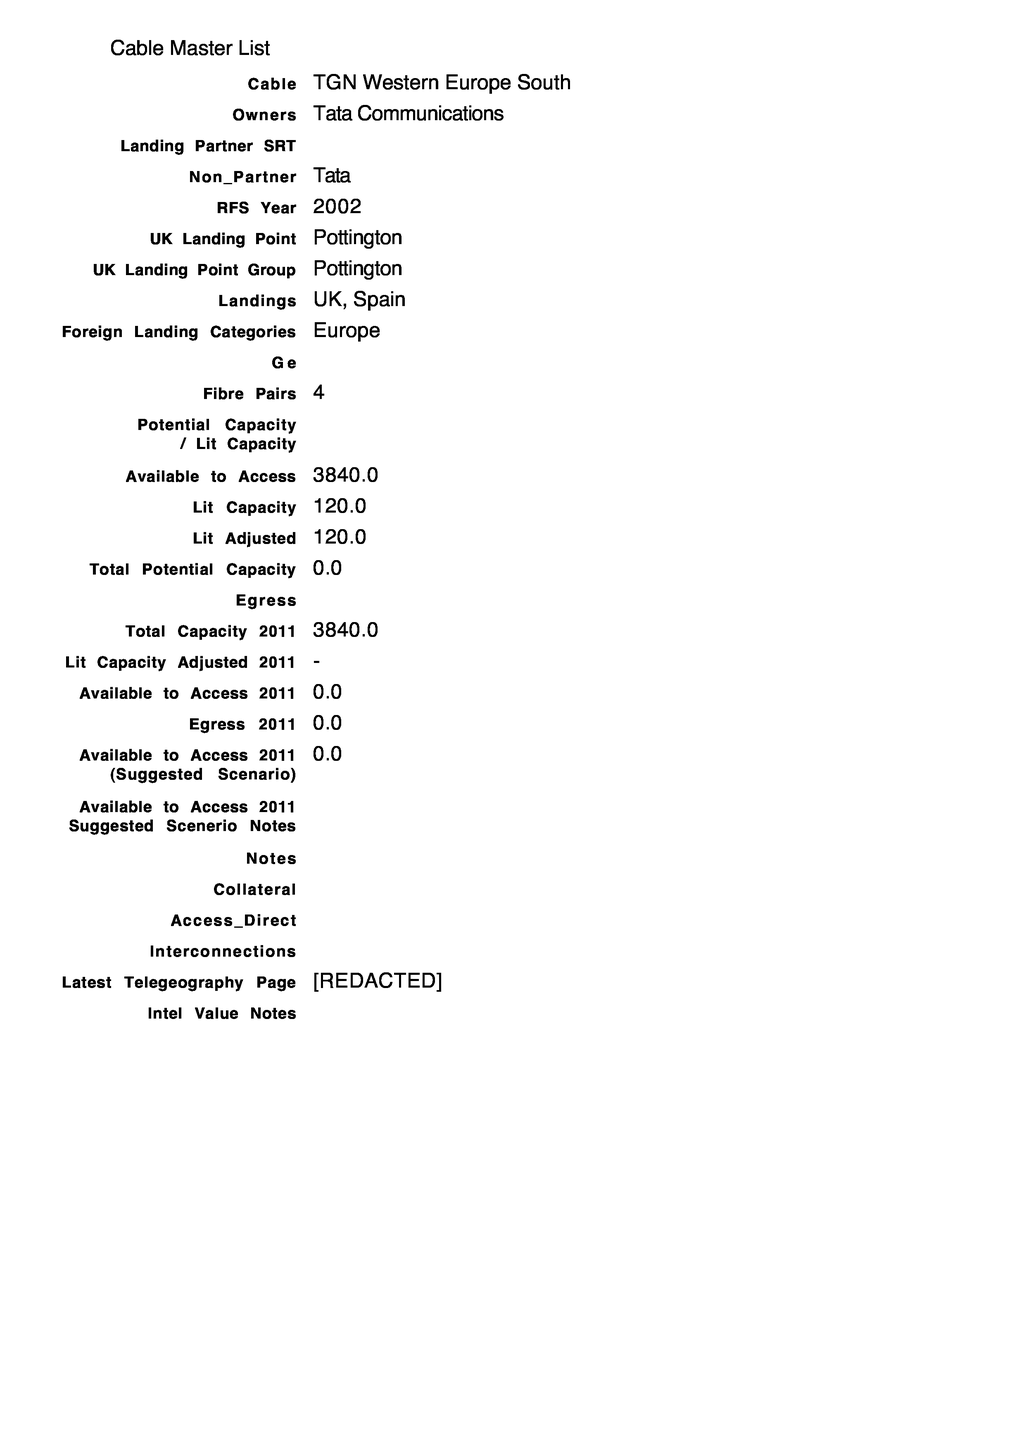 Cable Master List
Cable TGN Western Europe South
Owners Tata Communications
Landing Partner SRT
Non_Partner Tata
RFS Year 2002
UK Landing Point Pottington
UK Landing Point Group Pottington
Landings UK, Spain
Foreign Landing Categories Europe
Ge
Fibre Pairs 4
Potential Capacity
/ Lit Capacity
Available to Access 3840.0
Lit Capacity 120.0
Lit Adjusted 120.0
Total Potential Capacity 0.0
Egress
Total Capacity 2011 3840.0
Lit Capacity Adjusted 2011 -
Available to Access 2011 0.0
Egress 2011 0.0
Available to Access 2011 0.0
(Suggested Scenario)
Available to Access 2011
Suggested Scenerio Notes
Notes
Collateral
Access_Direct
Interconnections
Latest Telegeography Page [REDACTED]
Intel Value Notes